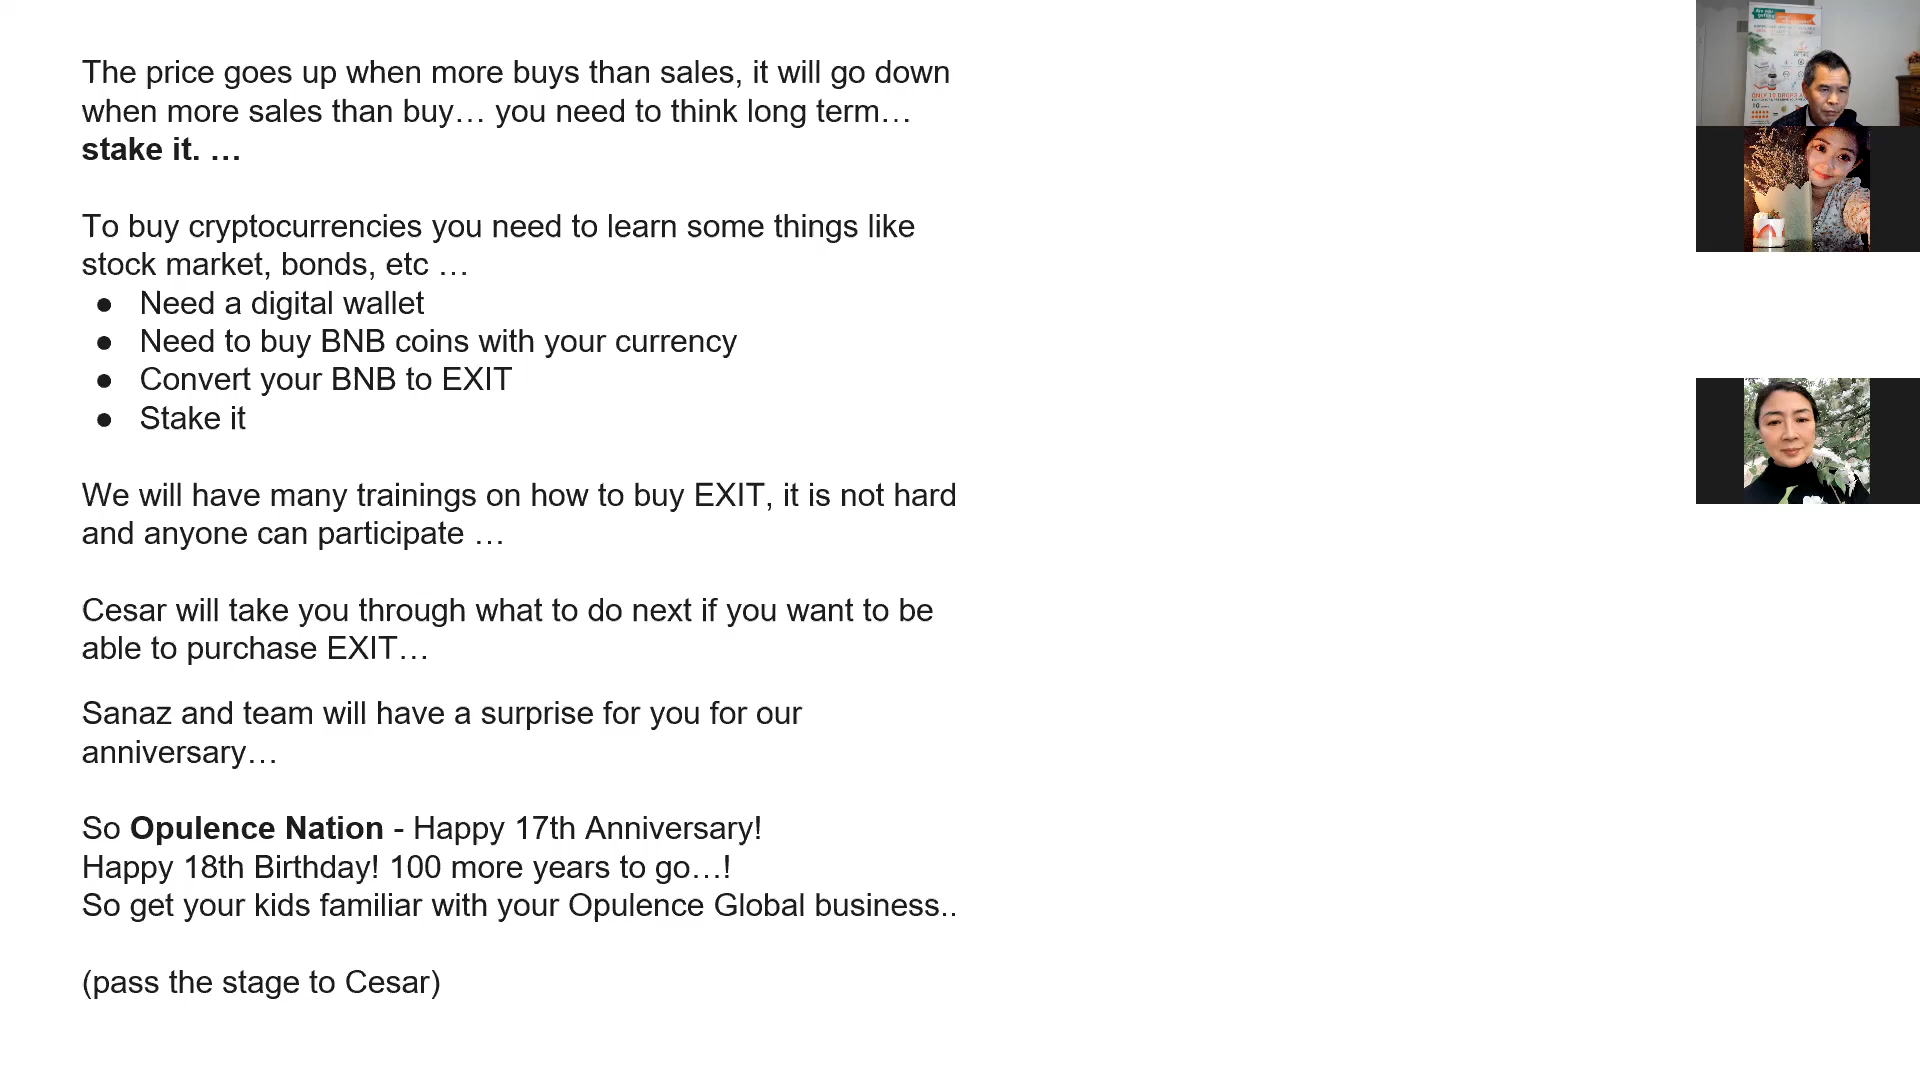 The price goes up when more buys than sales, it will go down
when more sales than buy… you need to think long term…
stake it. …
To buy cryptocurrencies you need to learn some things like
stock market, bonds, etc …
● Need a digital wallet
● Need to buy BNB coins with your currency
● Convert your BNB to EXIT
● Stake it
We will have many trainings on how to buy EXIT, it is not hard
and anyone can participate …
Cesar will take you through what to do next if you want to be
able to purchase EXIT…
Sanaz and team will have a surprise for you for our
anniversary…
So Opulence Nation - Happy 17th Anniversary!
Happy 18th Birthday! 100 more years to go…!
So get your kids familiar with your Opulence Global business..
(pass the stage to Cesar)